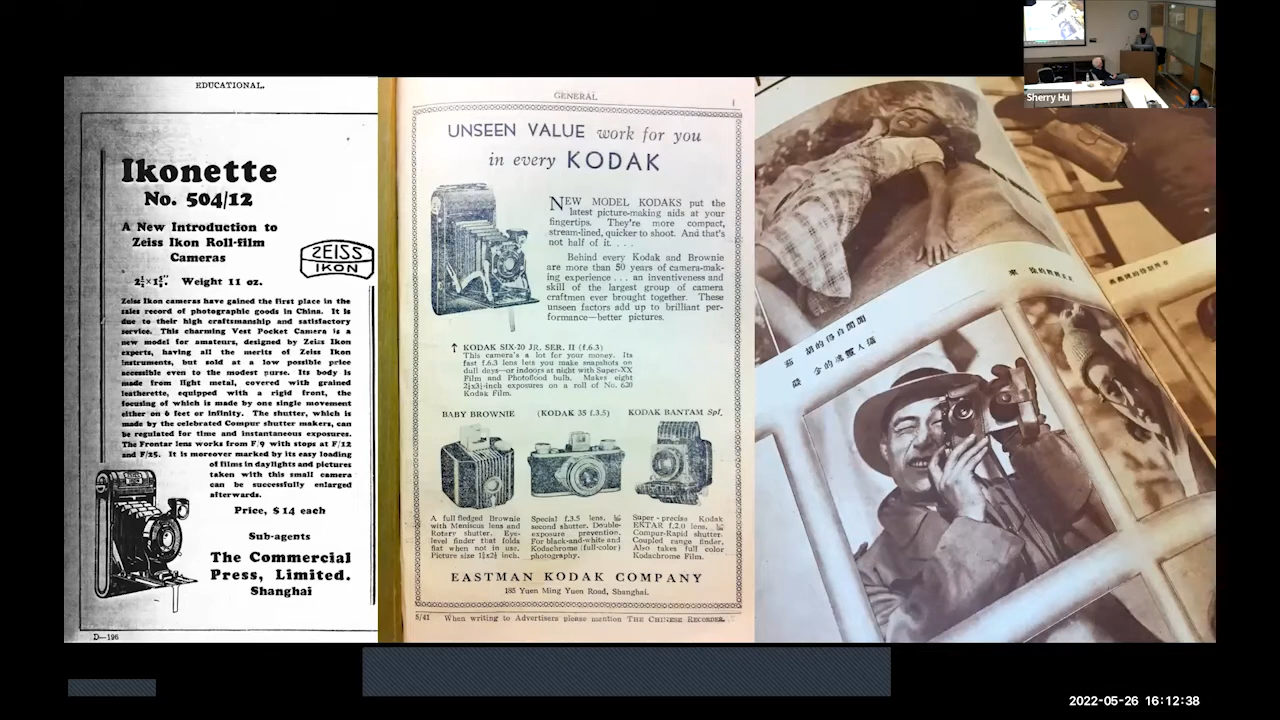 EDUCATIONAL.
Ikonette
No. 504/12
A New Introduction to
Zeiss Ikon Roll-film
Cameras
ZEISS
IKON
Weight 11 oz.
Zeiss Ikon cameras have gained the first place in the
sales record of photographic goods in China. It is
due to their high craftsmanship and satisfactory
service. This charming Vest Pocket Camera is a
new model for amateurs, designed by Zeiss Ikon
experts, having all the merits of Zeiss Ikon
instruments, but sold at a low possible price
accessible even to the modest purse. Its body is
made from light metal, covered with grained
leatherette, equipped with a rigid front, the
focusing of which is made by one single movement
either on 6 feet or infinity. The shutter, which is
made by the celebrated Compur shutter makers, can
be regulated for time and instantaneous exposures.
The Frontar lens works from F/9 with stops at F/12
and F/25. It is moreover marked by its easy loading
of films in daylights and pictures
taken with this small camera
can be successfully enlarged
afterwards.
Price, $14 each
Sub-agents
The Commercial
Press, Limited.
Shanghai
D—196
GENERAL
i
UNSEEN VALUE work for you
in every KODAK
NEW MODEL KODAKS put the
latest picture-making aids at your
fingertips. They're more compact,
stream-lined, quicker to shoot. And that's
not half of it. . . .
Behind every Kodak and Brownie
are more than 50 years of camera-mak-
ing experience . . . an inventiveness and
skill of the largest group of camera
craftmen ever brought together. These
unseen factors add up to brilliant per-
formance—better pictures.
↑ KODAK SIX-20 JR. SER. II (f.6.3)
This camera's a lot for your money. Its
fast f.6.3 lens lets you make snapshots on
dull days—or indoors at night with Super-XX
Film and Photoflood bulb. Makes eight
2¼x3¼-inch exposures on a roll of No. 620
Kodak Film.
BABY BROWNIE (KODAK 35 f.3.5) KODAK BANTAM Spl.
A full fledged Brownie
with Meniscus lens and
Rotary shutter. Eye-
level finder that folds
flat when not in use.
Picture size inch.
Special f.3.5 lens,
second shutter. Double-
exposure prevention.
For black-and-white and
Kodachrome (full-color)
photography.
Super-precise Kodak
EKTAR f.2.0 lens,
Compur-Rapid shutter.
Coupled range finder.
Also takes full color
Kodachrome Film.
EASTMAN KODAK COMPANY
185 Yuen Ming Yuen Road, Shanghai.
5/41 When writing to Advertisers please mention THE CHINESE RECORDER.
Sherry Hu
2022-05-26 16:12:38